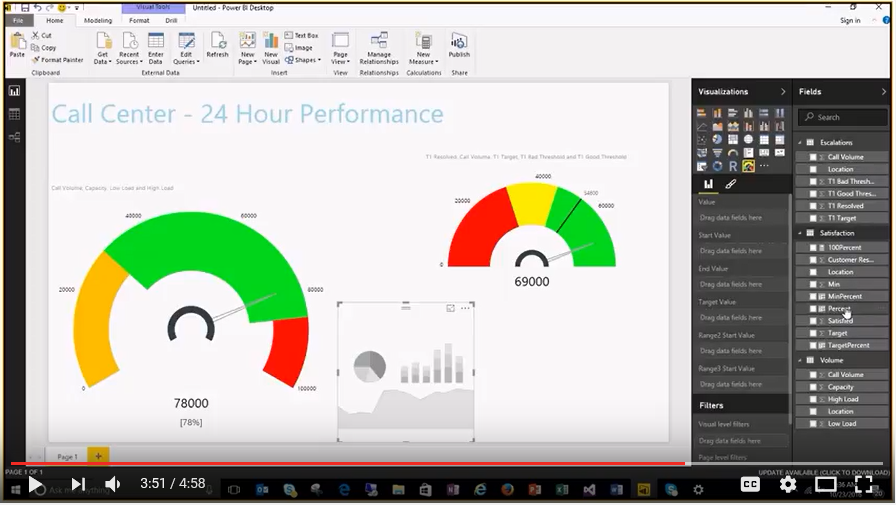 Visual Tools
Untitled - Power BI Desktop
File
Home
Modeling
Format
Drill
Sign in
Paste
Cut
Copy
Format Painter
Clipboard
Get Data
Recent Sources
Enter Data
Edit Queries
External Data
Refresh
New Page
New Visual
Text Box
Image
Shapes
Insert
Page View
View
Manage Relationships
Relationships
New Measure
Calculations
Publish
Share
Call Center - 24 Hour Performance
Call Volume, Capacity, Low Load and High Load
0
20000
40000
60000
80000
100000
78000
[78%]
T1 Resolved, Call Volume, T1 Target, T1 Bad Threshold and T1 Good Threshold
0
20000
40000
54600
60000
69000
Visualizations
R
Value
Drag data fields here
Start Value
Drag data fields here
End Value
Drag data fields here
Target Value
Drag data fields here
Range2 Start Value
Drag data fields here
Range3 Start Value
Drag data fields here
Filters
Visual level filters
Drag data fields here
Page level filters
Fields
Search
Escalations
Call Volume
Location
T1 Bad Thresh...
T1 Good Thres...
T1 Resolved
T1 Target
Satisfaction
100Percent
Customer Res...
Location
Min
MinPercent
Percent
Satisfied
Target
TargetPercent
Volume
Call Volume
Capacity
High Load
Location
Low Load
Page 1
PAGE 1 OF 1
UPDATE AVAILABLE (CLICK TO DOWNLOAD)
3:51 / 4:58
Ask me anything
CC
10/23/2016